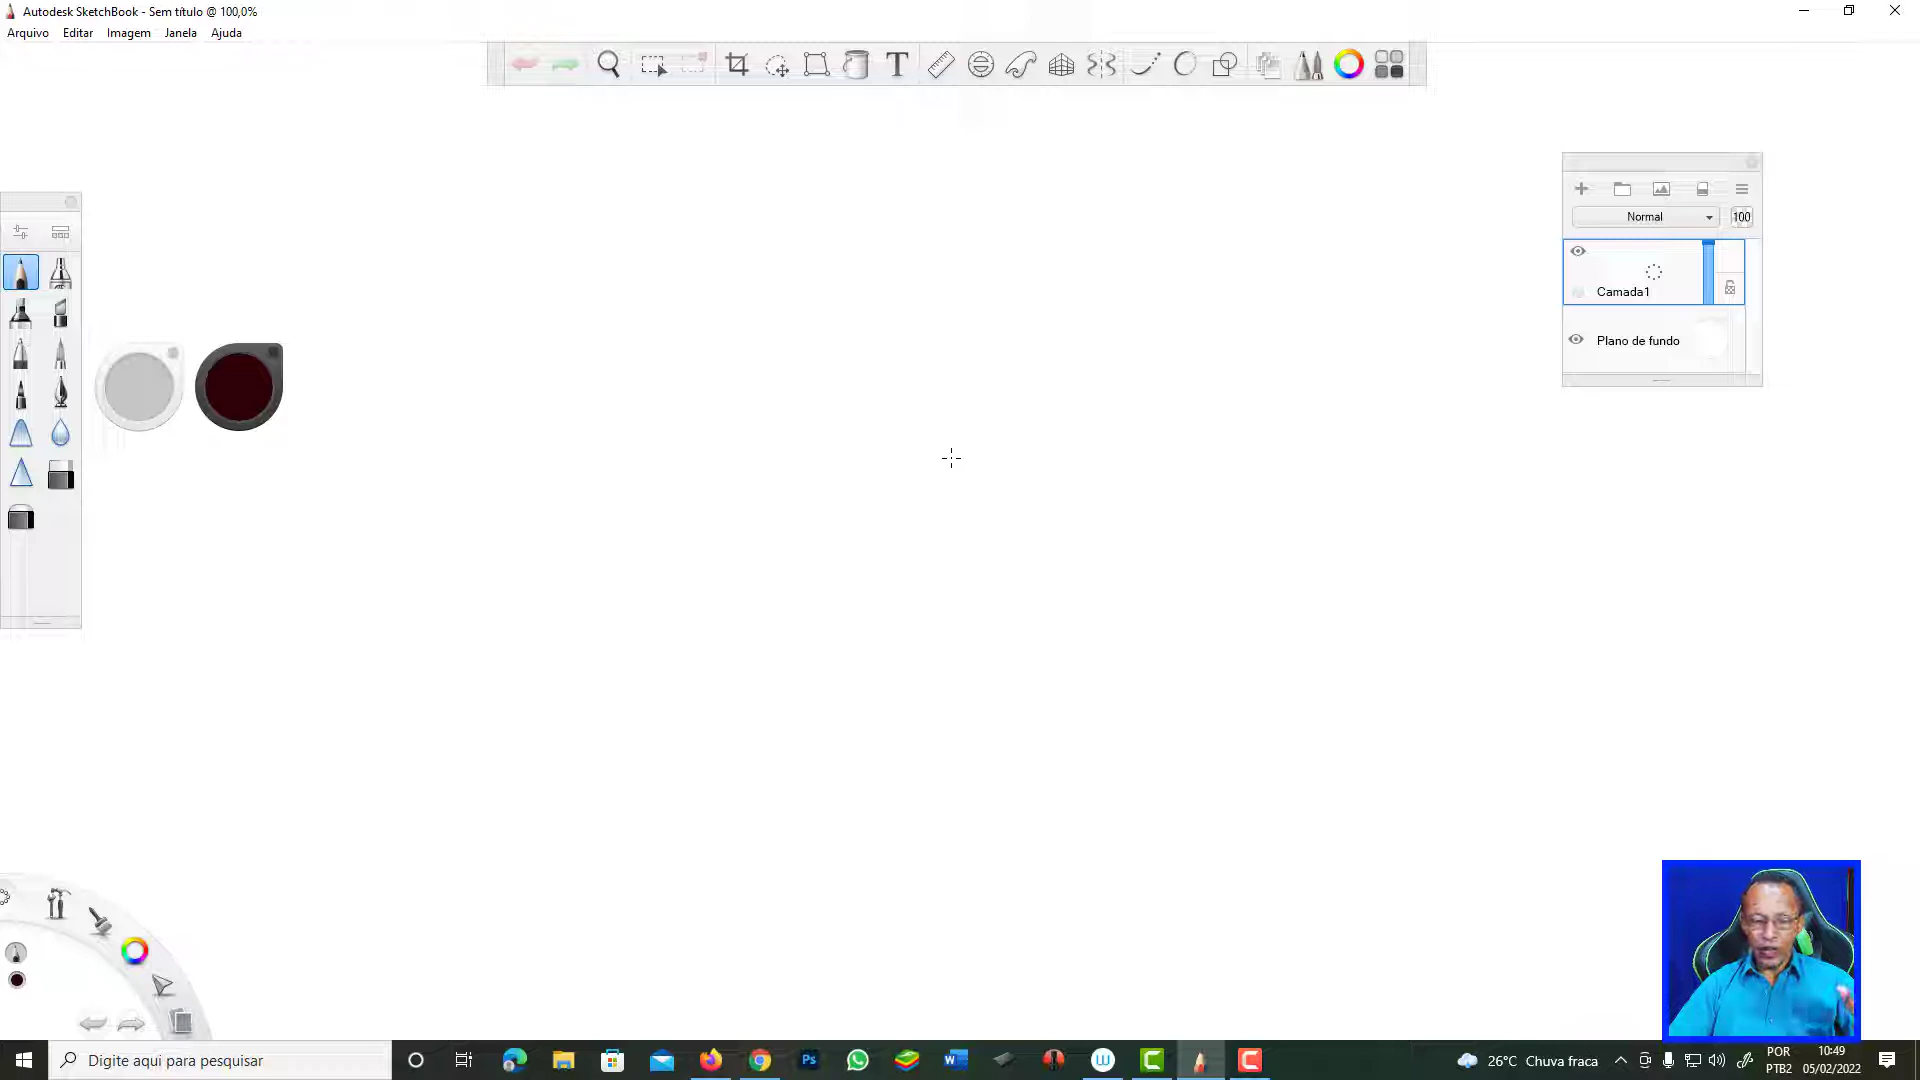 Autodesk SketchBook - Sem título @ 100,0%
Arquivo Editar Imagem Janela Ajuda
T
Normal 100
Camada1
Plano de fundo
Digite aqui para pesquisar
Ps
W
26°C Chuva fraca
POR
PTB2
10:49
05/02/2022